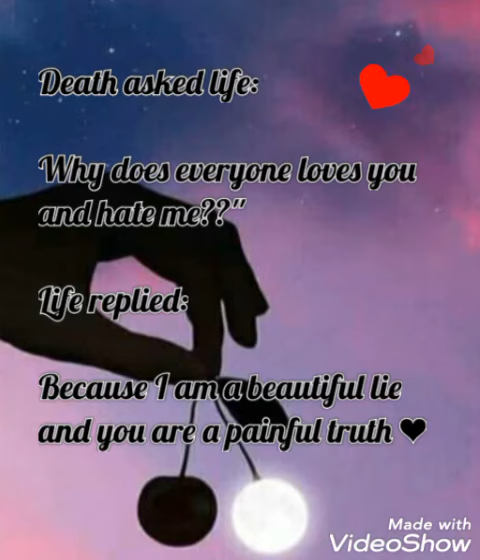 Death asked life:
Why does everyone loves you
and hate me??"
Life replied:
Because I am a beautiful lie
and you are a painful truth ❤
Made with
VideoShow